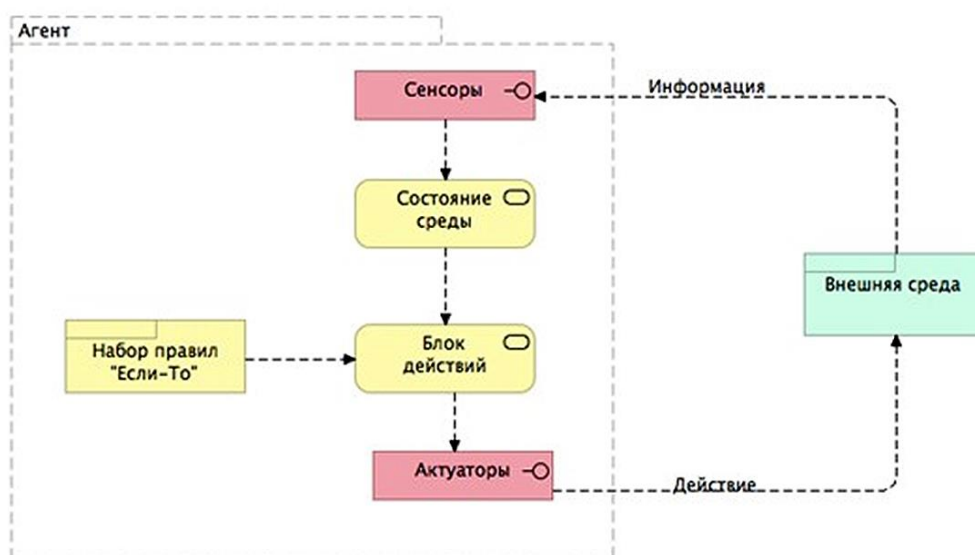 Агент
Сенсоры
Информация
Состояние
среды
Внешняя среда
Блок
действий
Набор правил
"Если-То"
Актуаторы
Действие